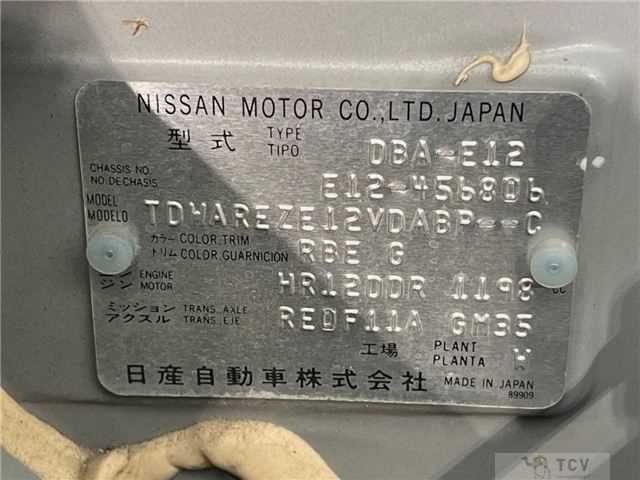 NISSAN MOTOR CO.,LTD. JAPAN
型式 TYPE TIPO DBA-E12
CHASSIS NO. NO.DE CHASIS E12-456806
MODEL MODELO TDHAREZE12VDABP--C
カラー トリム COLOR,TRIM COLOR,GUARNICION RBE G
エンジン ENGINE MOTOR HR12DDR 1198 cc
ミッション アクスル TRANS.,AXLE TRANS.,EJE RE0F11A GM35
工場 PLANT PLANTA
日産自動車株式会社 MADE IN JAPAN
89909
TCV